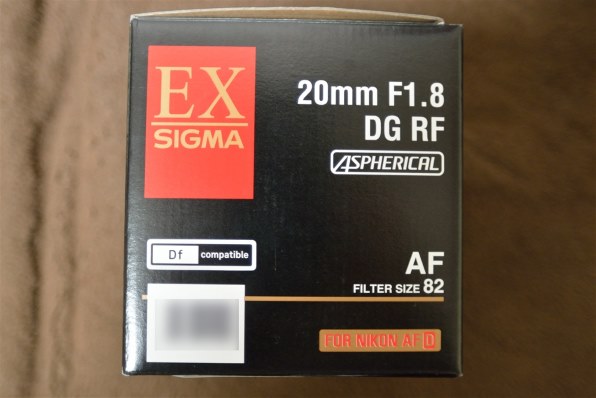 EX
SIGMA
20mm F1.8
DG RF
ASPHERICAL
Df compatible
AF
FILTER SIZE 82
FOR NIKON AF D